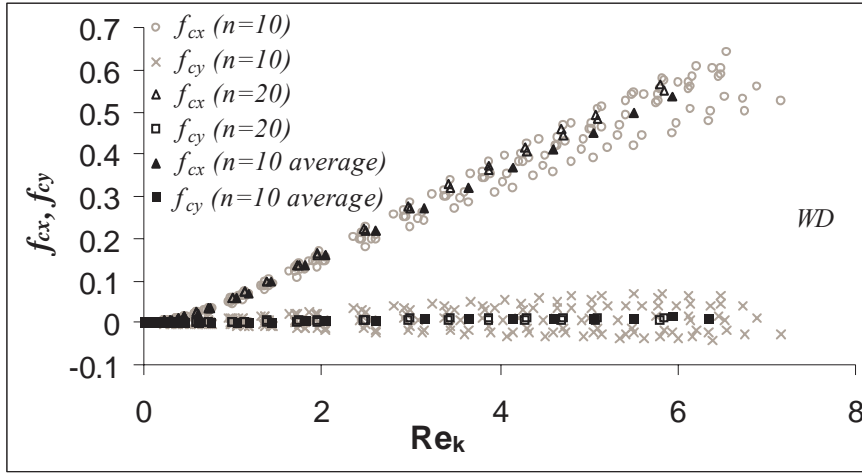 0.7
0.6
0.5
0.4
0.3
0.2
0.1
0
-0.1
fcx, fcy
fcx (n=10)
fcy (n=10)
fcx (n=20)
fcy (n=20)
fcx (n=10 average)
fcy (n=10 average)
WD
0 2 4 6 8
Rek